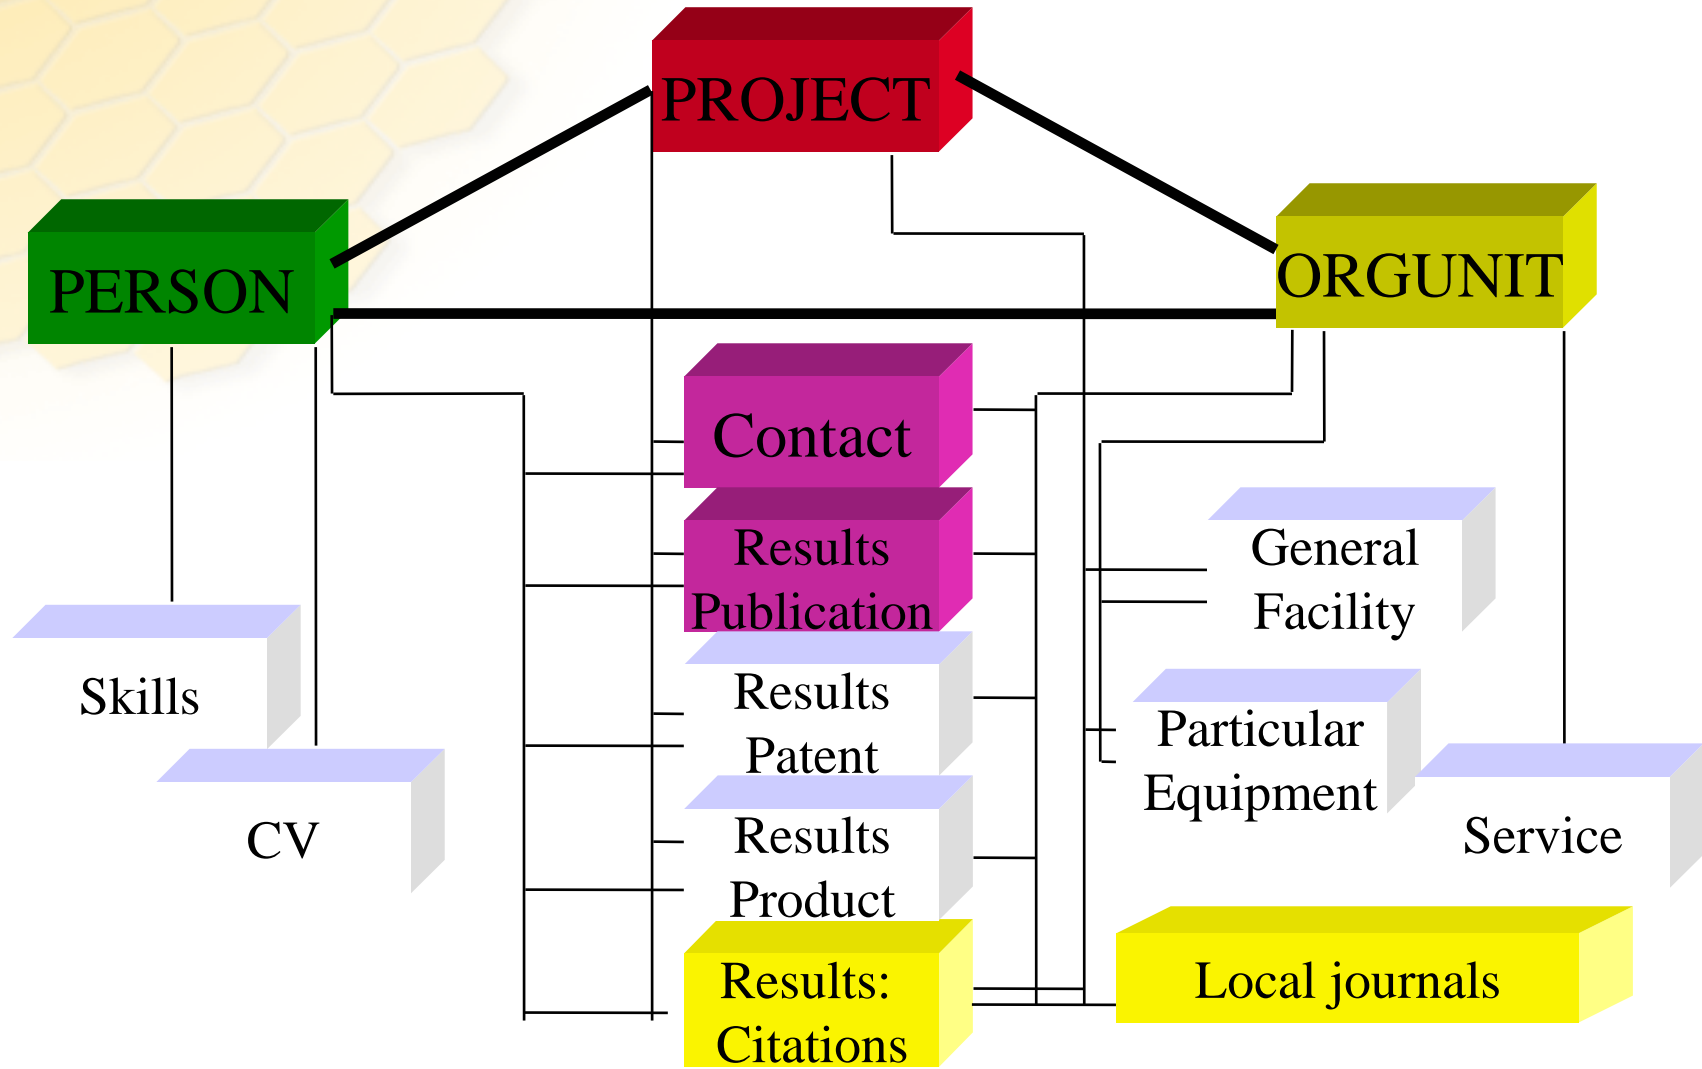 PROJECT
PERSON
ORGUNIT
Contact
Results
Publication
General
Facility
Skills
Results
Patent
Particular
Equipment
CV
Results
Product
Service
Results:
Citations
Local journals